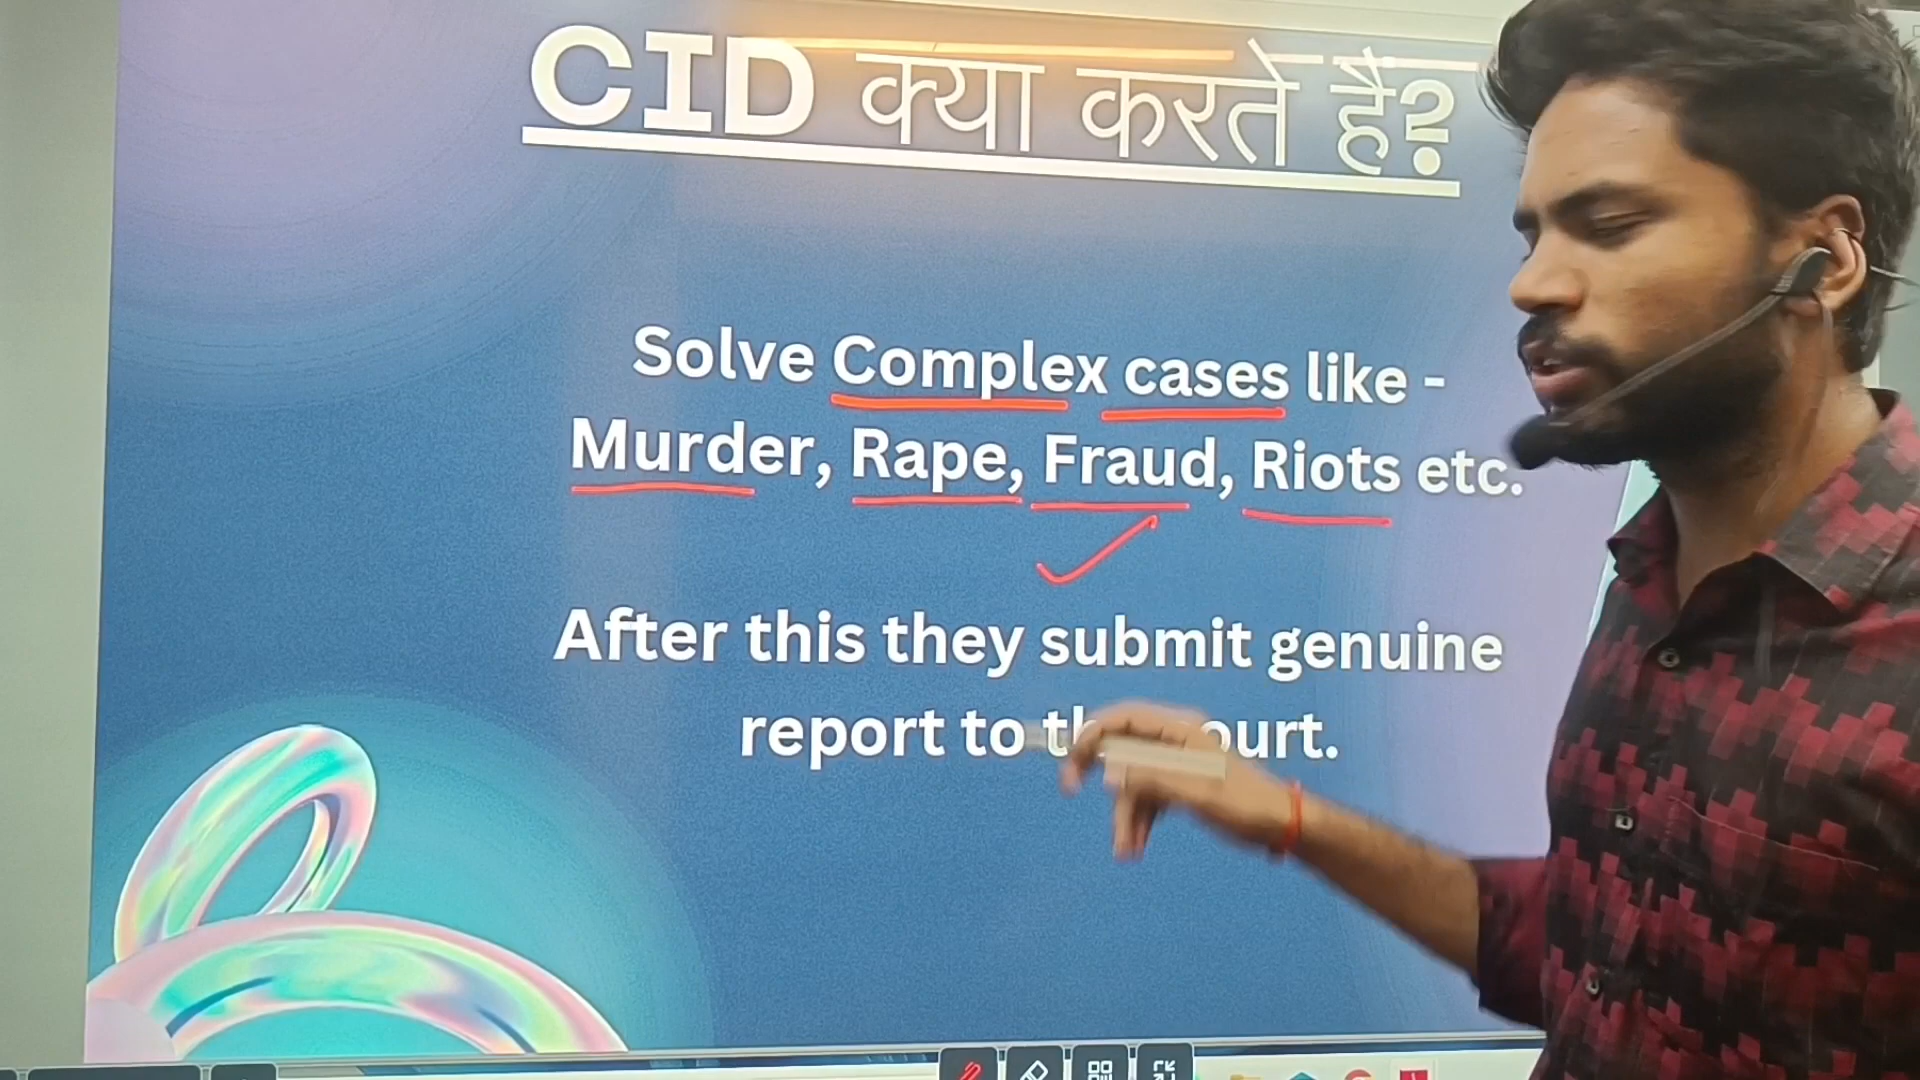 CID क्या करते हैं?
Solve Complex cases like -
Murder, Rape, Fraud, Riots etc.
After this they submit genuine
report to